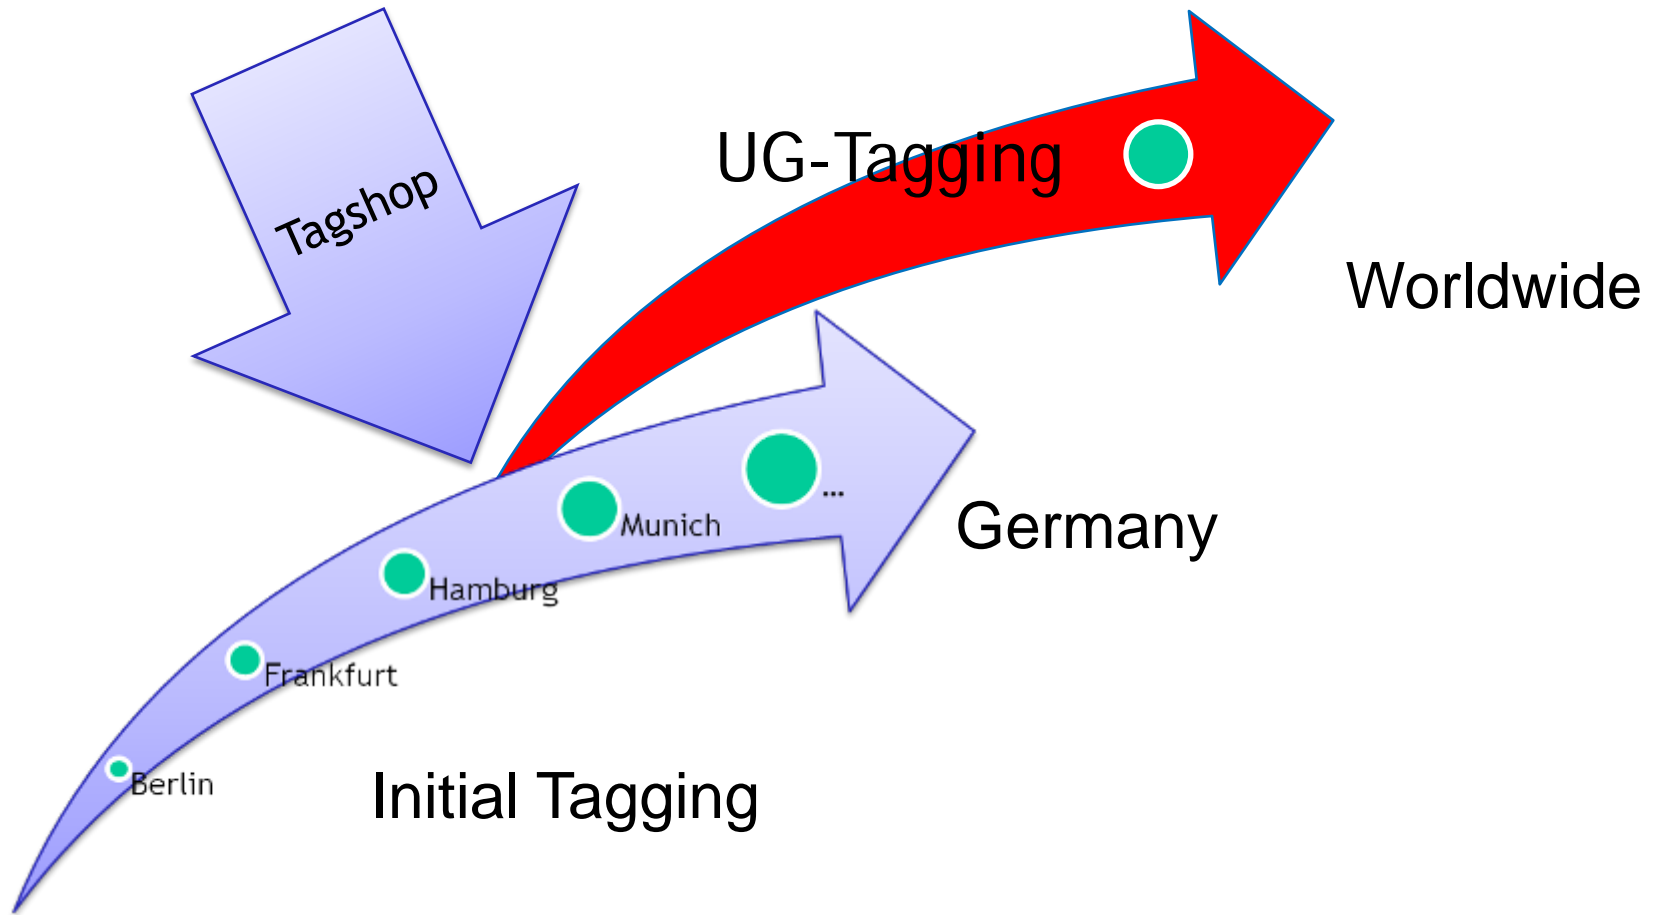 UG-Tagging
Tagshop
Worldwide
...
Munich
Germany
Hamburg
Frankfurt
Berlin
Initial Tagging